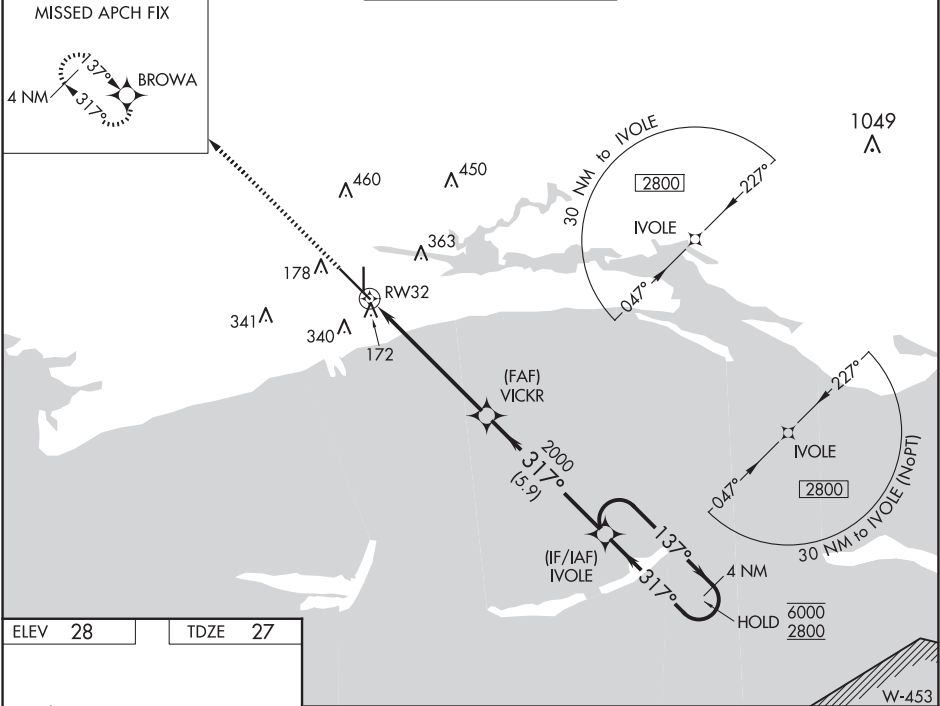 MISSED APCH FIX
137°
BROWA
4 NM
317°
460
450
363
178
RW32
341
340
172
1049
30 NM to IVOLE
2800
227°
IVOLE
047°
(FAF)
VICKR
2000
317°
(5.9)
(IF/IAF)
IVOLE
137°
317°
4 NM
HOLD
6000
2800
227°
IVOLE
047°
2800
30 NM to IVOLE (NoPT)
W-453
ELEV 28
TDZE 27